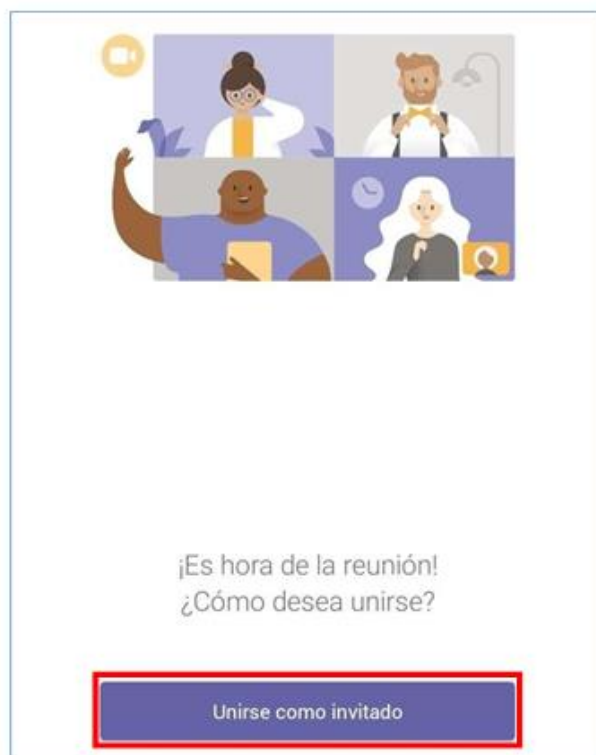 ¡Es hora de la reunión!
¿Cómo desea unirse?
Unirse como invitado